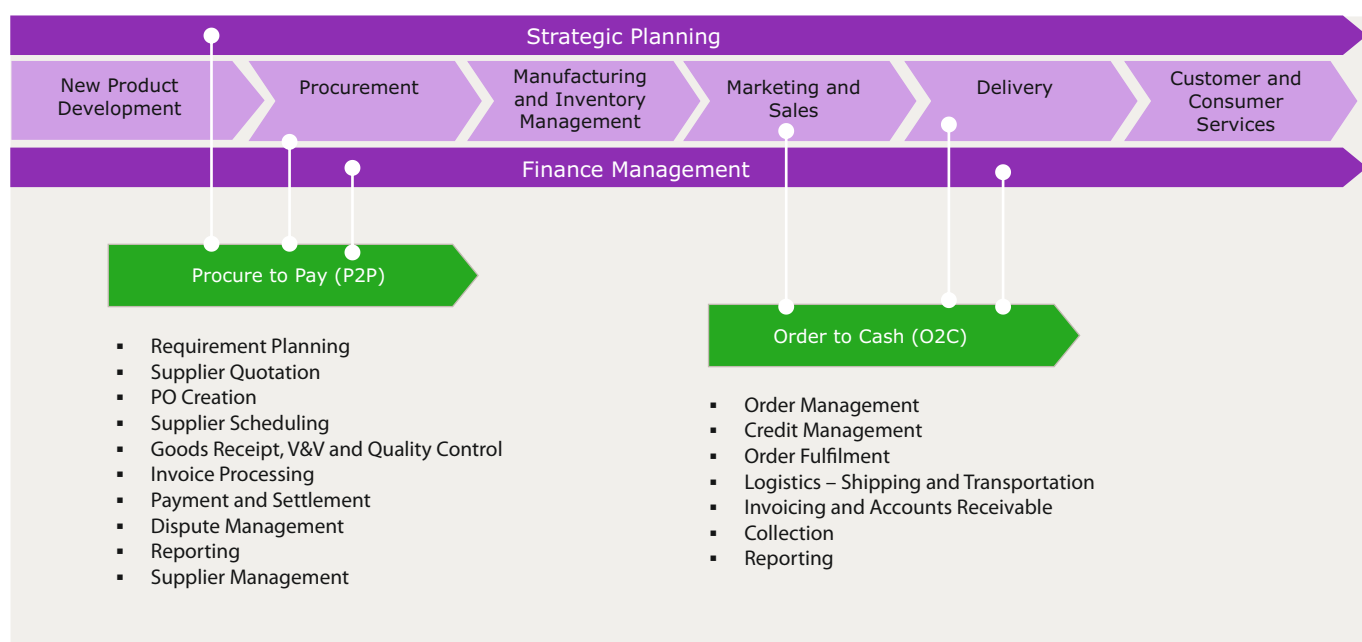 Strategic Planning
New Product
Development
Procurement
Manufacturing
and Inventory
Management
Marketing and
Sales
Delivery
Customer and
Consumer
Services
Finance Management
Procure to Pay (P2P)
▪ Requirement Planning
▪ Supplier Quotation
▪ PO Creation
▪ Supplier Scheduling
▪ Goods Receipt, V&V and Quality Control
▪ Invoice Processing
▪ Payment and Settlement
▪ Dispute Management
▪ Reporting
▪ Supplier Management
Order to Cash (O2C)
▪ Order Management
▪ Credit Management
▪ Order Fulfilment
▪ Logistics – Shipping and Transportation
▪ Invoicing and Accounts Receivable
▪ Collection
▪ Reporting